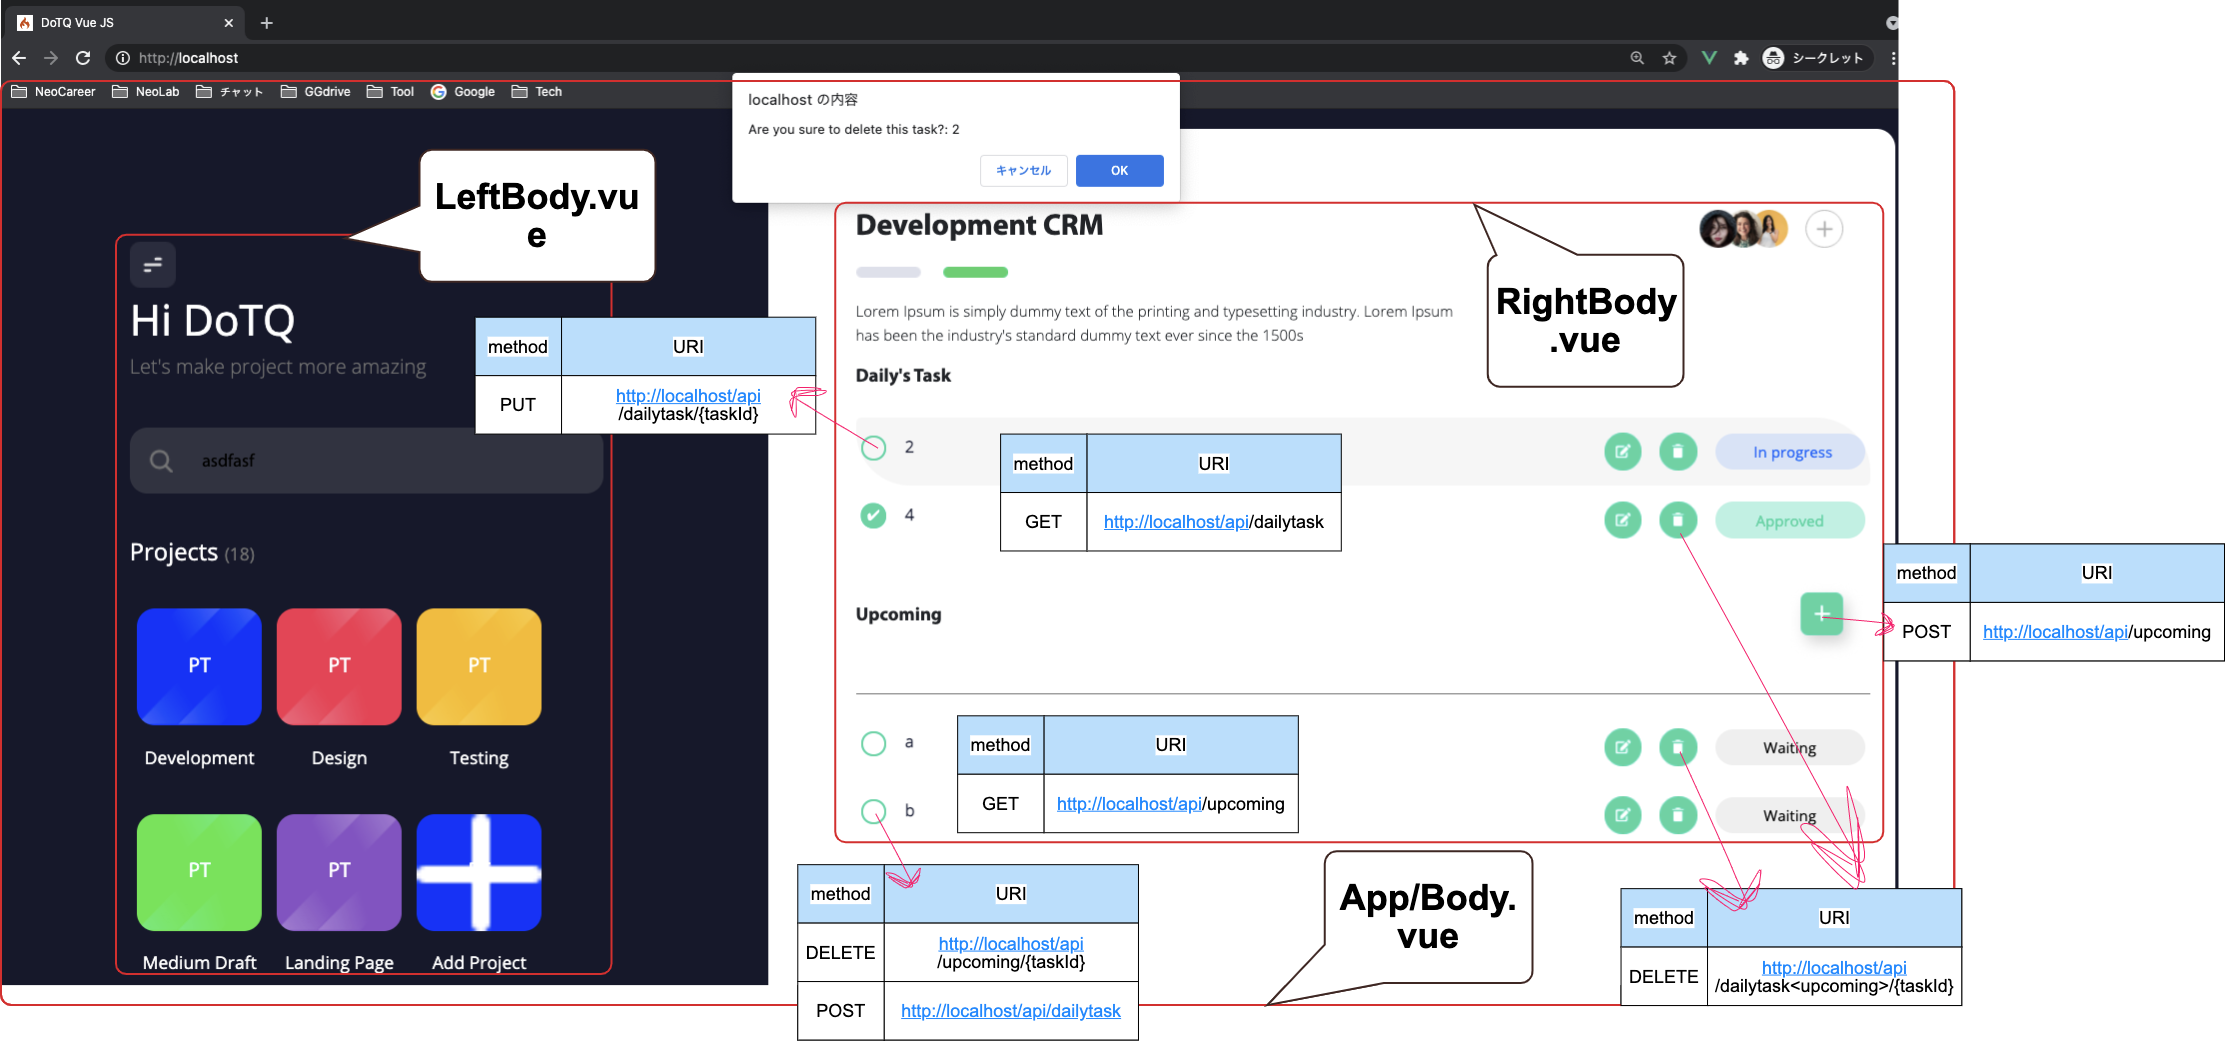 DoTQ Vue JS
http://localhost
シークレット
NeoCareer
NeoLab
チャット
GGdrive
Tool
Google
Tech
localhost の内容
Are you sure to delete this task?: 2
キャンセル
OK
LeftBody.vu
e
Hi DoTQ
Let's make project more amazing
asdfasf
Projects (18)
PT
PT
PT
Development
Design
Testing
PT
PT
Medium Draft
Landing Page
Add Project
method URI
PUT http://localhost/api
/dailytask/{taskId}
Development CRM
RightBody
.vue
Lorem Ipsum is simply dummy text of the printing and typesetting industry. Lorem Ipsum
has been the industry's standard dummy text ever since the 1500s
Daily's Task
2
In progress
4
Approved
method URI
GET http://localhost/api/dailytask
Upcoming
method URI
POST http://localhost/api/upcoming
a
Waiting
b
Waiting
method URI
GET http://localhost/api/upcoming
method URI
DELETE http://localhost/api
/upcoming/{taskId}
POST http://localhost/api/dailytask
App/Body.
vue
method URI
DELETE http://localhost/api
/dailytask<upcoming>/{taskId}